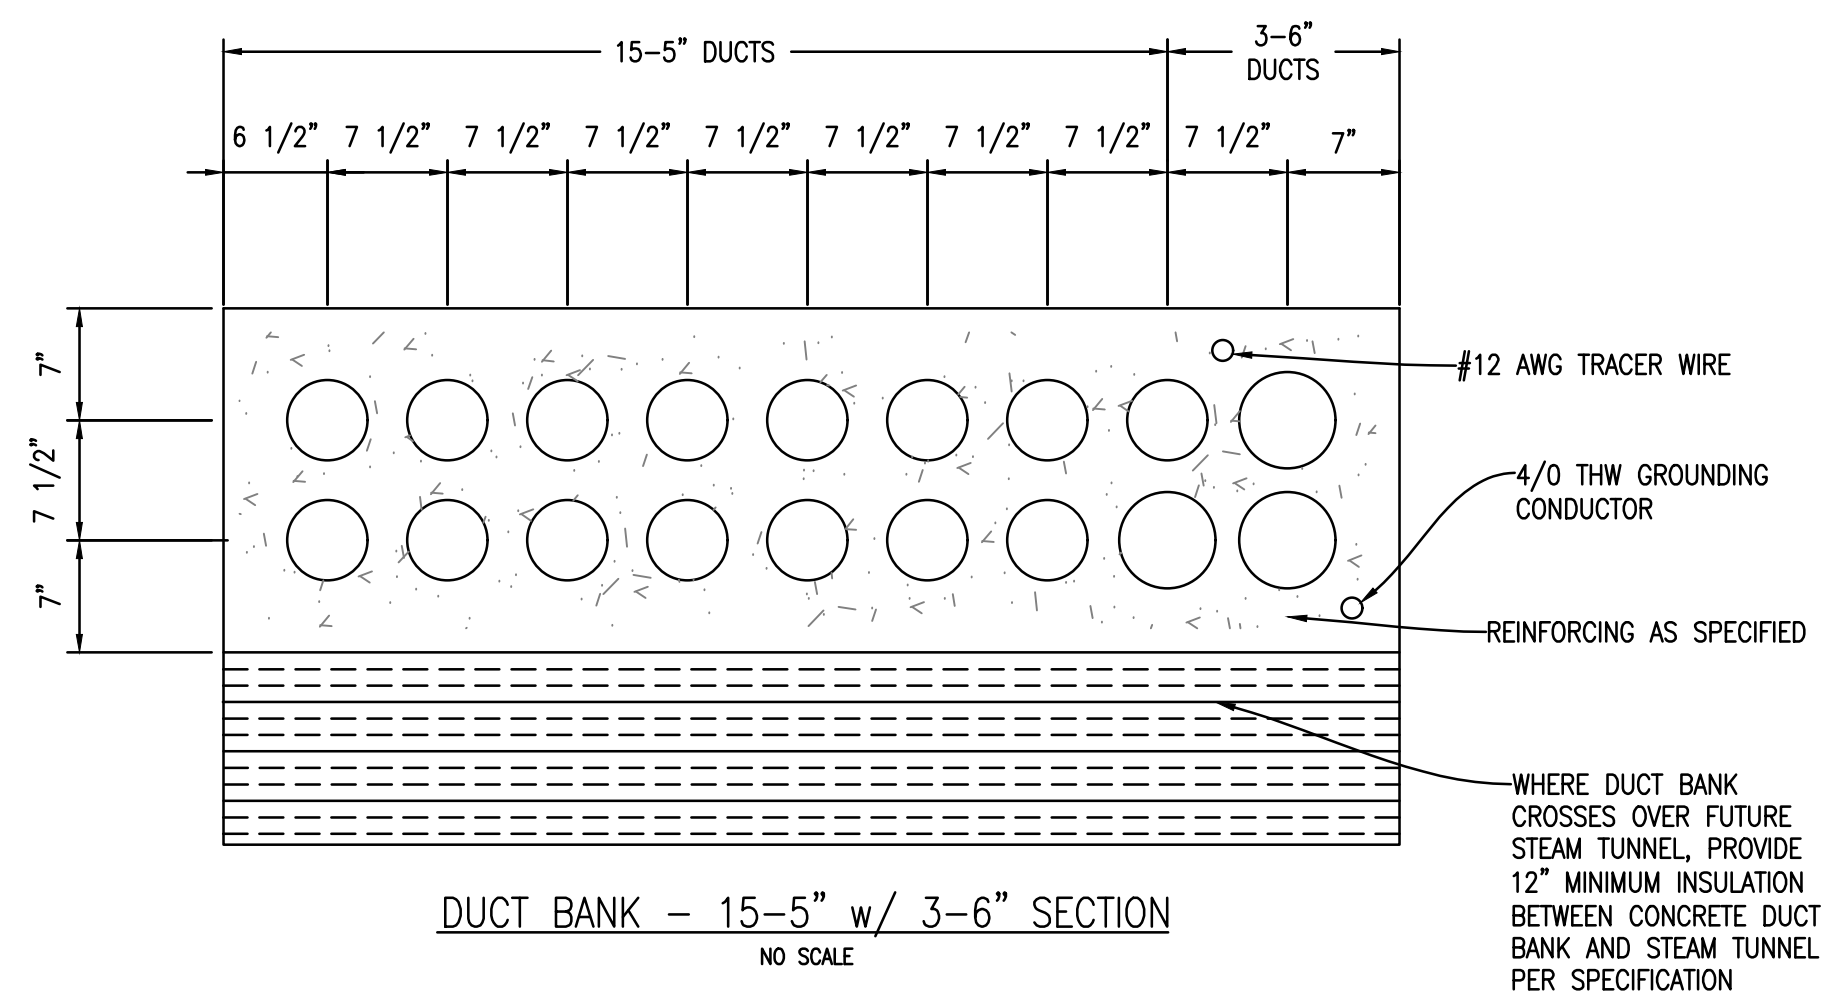 15-5" DUCTS
3-6"
DUCTS
6 1/2" 7 1/2" 7 1/2" 7 1/2" 7 1/2" 7 1/2" 7 1/2" 7 1/2" 7 1/2" 7"
7"
7 1/2"
7"
#12 AWG TRACER WIRE
4/0 THW GROUNDING
CONDUCTOR
REINFORCING AS SPECIFIED
WHERE DUCT BANK
CROSSES OVER FUTURE
STEAM TUNNEL, PROVIDE
12" MINIMUM INSULATION
BETWEEN CONCRETE DUCT
BANK AND STEAM TUNNEL
PER SPECIFICATION
DUCT BANK - 15-5" w/ 3-6" SECTION
NO SCALE